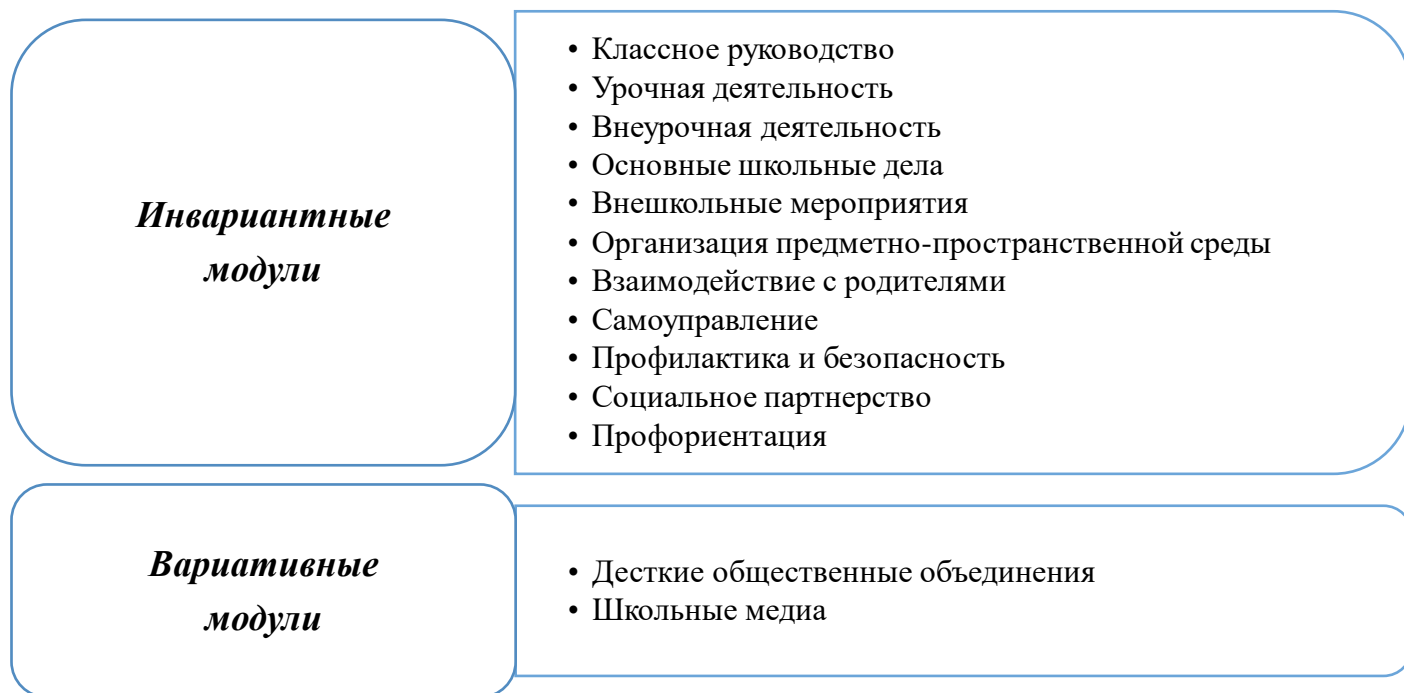 Инвариантные
модули
• Классное руководство
• Урочная деятельность
• Внеурочная деятельность
• Основные школьные дела
• Внешкольные мероприятия
• Организация предметно-пространственной среды
• Взаимодействие с родителями
• Самоуправление
• Профилактика и безопасность
• Социальное партнерство
• Профориентация
Вариативные
модули
• Десткие общественные объединения
• Школьные медиа